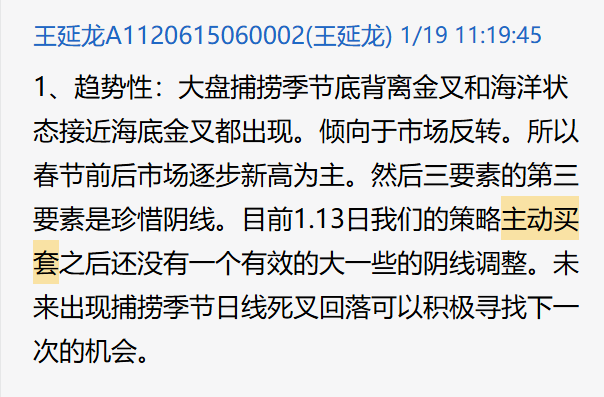 王延龙A1120615060002(王延龙) 1/19 11:19:45
1、趋势性：大盘捕捞季节底背离金叉和海洋状
态接近海底金叉都出现。倾向于市场反转。所以
春节前后市场逐步新高为主。然后三要素的第三
要素是珍惜阴线。目前1.13日我们的策略主动买
套之后还没有一个有效的大一些的阴线调整。未
来出现捕捞季节日线死叉回落可以积极寻找下一
次的机会。